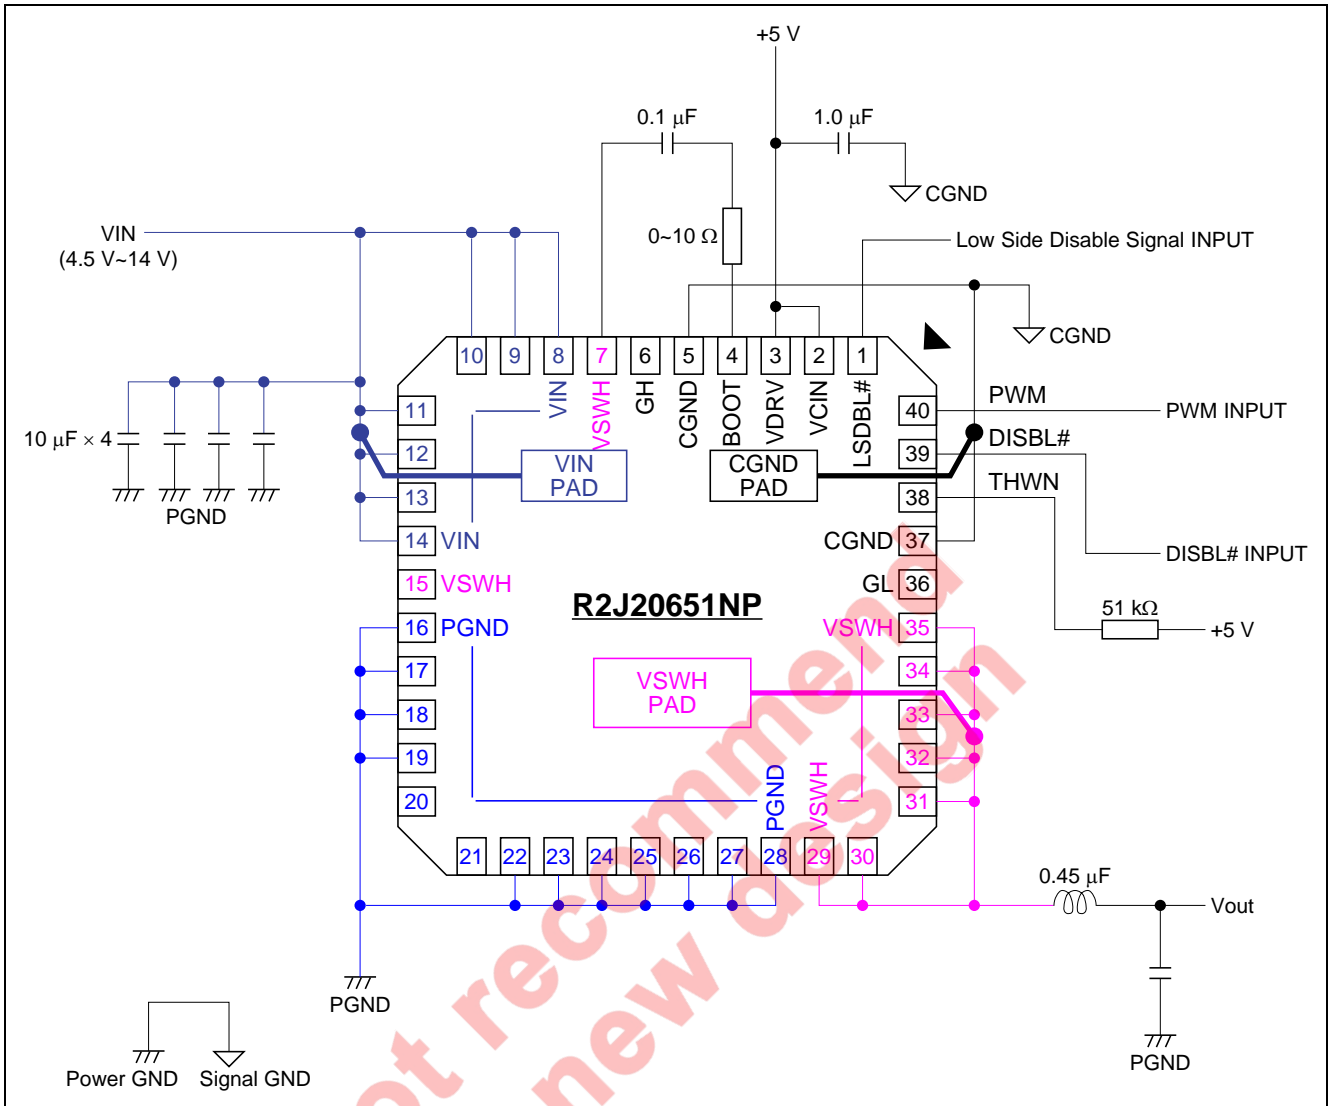 +5 V
0.1 μF
1.0 μF
CGND
0~10 Ω
VIN
(4.5 V~14 V)
Low Side Disable Signal INPUT
CGND
10 9 8 7 6 5 4 3 2 1
VIN
VSWH
GH
CGND
BOOT
VDRV
VCIN
LSDBL#
10 μF × 4
PGND
11
12
13
14 VIN
15 VSWH
16 PGND
17
18
19
20
VIN
PAD
CGND
PAD
40 PWM
PWM INPUT
39 DISBL#
38 THWN
CGND 37
DISBL# INPUT
GL 36
51 kΩ
+5 V
R2J20651NP
VSWH 35
34
33
32
31
VSWH
PAD
PGND
VSWH
21 22 23 24 25 26 27 28 29 30
0.45 μF
Vout
PGND
PGND
Power GND
Signal GND
ot recommend
new design